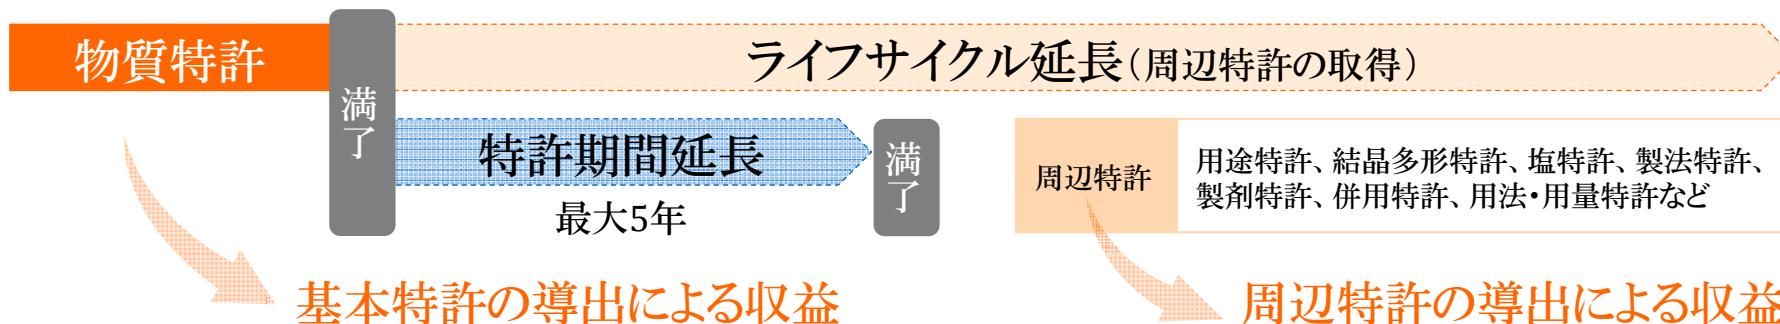 物質特許
満了
ライフサイクル延長(周辺特許の取得)
特許期間延長
最大5年
満了
周辺特許
用途特許、結晶多形特許、塩特許、製法特許、
製剤特許、併用特許、用法・用量特許など
基本特許の導出による収益
周辺特許の導出による収益